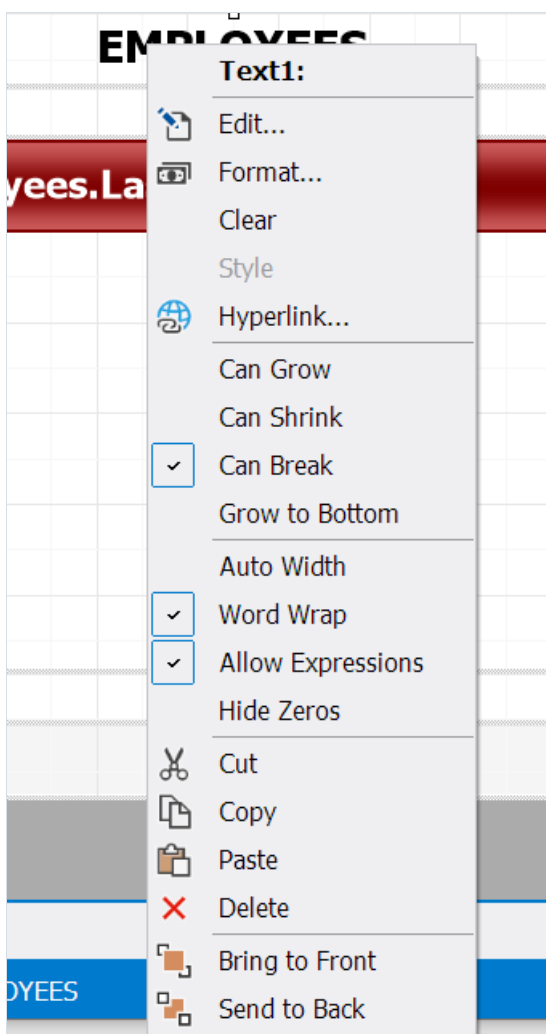 EMPLOYEES
Text1:
Edit...
Format...
yees.La
Clear
Style
Hyperlink...
Can Grow
Can Shrink
Can Break
Grow to Bottom
Auto Width
Word Wrap
Allow Expressions
Hide Zeros
Cut
Copy
Paste
Delete
Bring to Front
OYEES
Send to Back